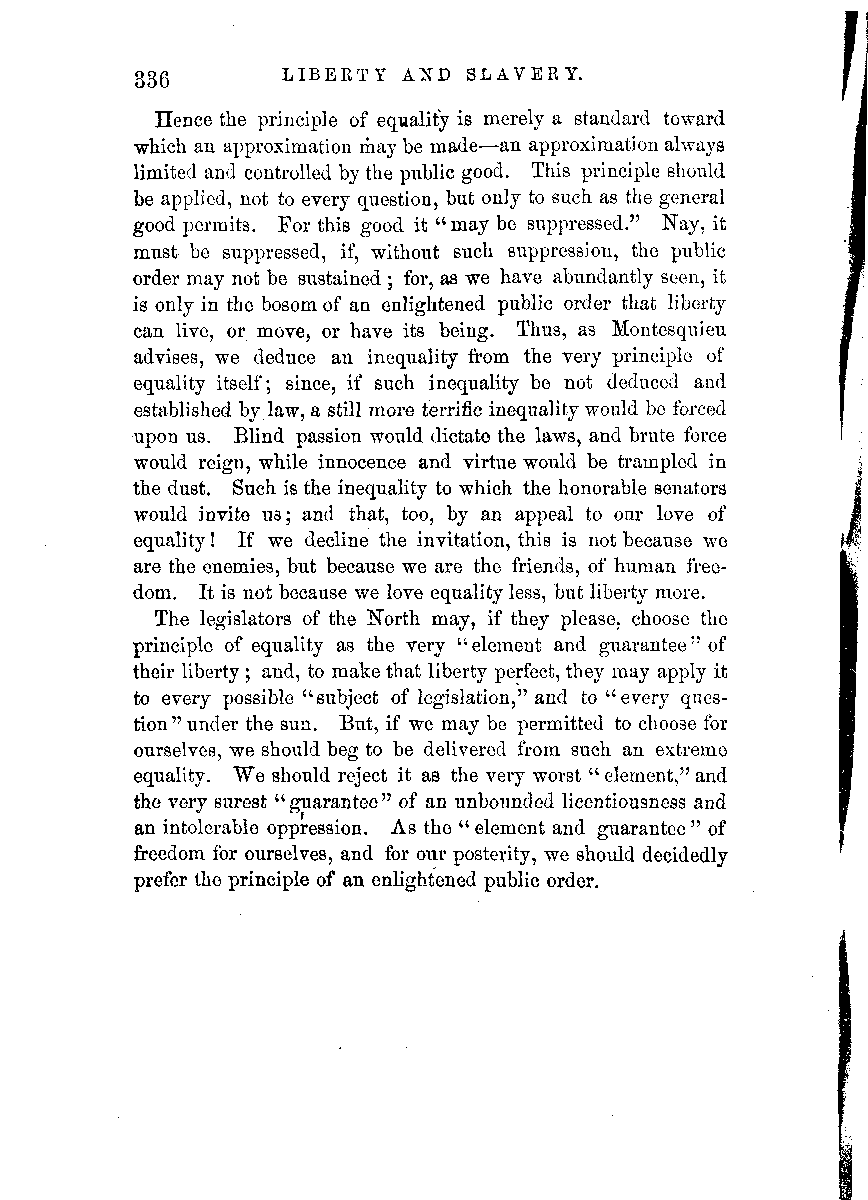 336 LIBERTY AND SLAVERY.
Hence the principle of equality is merely a standard toward
which an approximation may be made—an approximation always
limited and controlled by the public good. This principle should
be applied, not to every question, but only to such as the general
good permits. For this good it “may be suppressed.” Nay, it
must be suppressed, if, without such suppression, the public
order may not be sustained; for, as we have abundantly seen, it
is only in the bosom of an enlightened public order that liberty
can live, or move, or have its being. Thus, as Montesquieu
advises, we deduce an inequality from the very principle of
equality itself; since, if such inequality be not deduced and
established by law, a still more terrific inequality would be forced
upon us. Blind passion would dictate the laws, and brute force
would reign, while innocence and virtue would be trampled in
the dust. Such is the inequality to which the honorable senators
would invite us; and that, too, by an appeal to our love of
equality! If we decline the invitation, this is not because we
are the enemies, but because we are the friends, of human free-
dom. It is not because we love equality less, but liberty more.
The legislators of the North may, if they please, choose the
principle of equality as the very “element and guarantee” of
their liberty; and, to make that liberty perfect, they may apply it
to every possible “subject of legislation,” and to “every ques-
tion” under the sun. But, if we may be permitted to choose for
ourselves, we should beg to be delivered from such an extreme
equality. We should reject it as the very worst “element,” and
the very surest “guarantee” of an unbounded licentiousness and
an intolerable oppression. As the “element and guarantee” of
freedom for ourselves, and for our posterity, we should decidedly
prefer the principle of an enlightened public order.